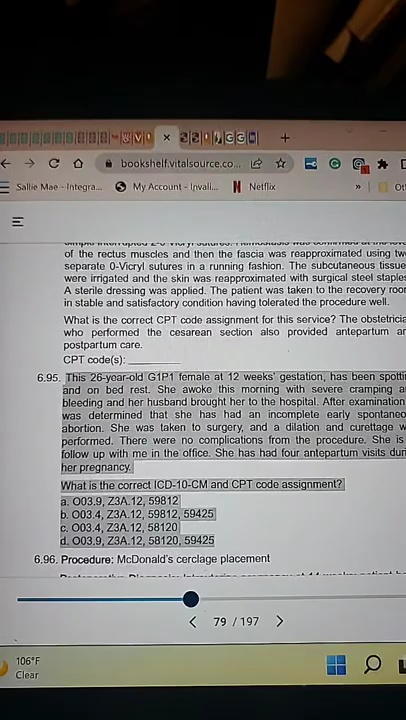 bookshelf.vitalsource.co...
Sallie Mae - Integra...
My Account - Invali...
Netflix
»
of the rectus muscles and then the fascia was reapproximated using
separate 0-Vicryl sutures in a running fashion. The subcutaneous tissue
were irrigated and the skin was reapproximated with surgical steel staple
A sterile dressing was applied. The patient was taken to the recovery
in stable and satisfactory condition having tolerated the procedure well.
What is the correct CPT code assignment for this service? The
who performed the cesarean section also provided antepartum
postpartum care.
CPT code(s):
6.95. This 26-year-old G1P1 female at 12 weeks' gestation, has been
and on bed rest. She awoke this morning with severe cramping
bleeding and her husband brought her to the hospital. After examination
was determined that she has had an incomplete early
abortion. She was taken to surgery, and a dilation and curettage
performed. There were no complications from the procedure. She is
follow up with me in the office. She has had four antepartum visits
her pregnancy.
What is the correct ICD-10-CM and CPT code assignment?
a. O03.9, Z3A.12, 59812
b. O03.4, Z3A.12, 59812, 59425
c. O03.4, Z3A.12, 58120
d. O03.9, Z3A.12, 58120, 59425
6.96. Procedure: McDonald's cerclage placement
79 / 197
106°F
Clear